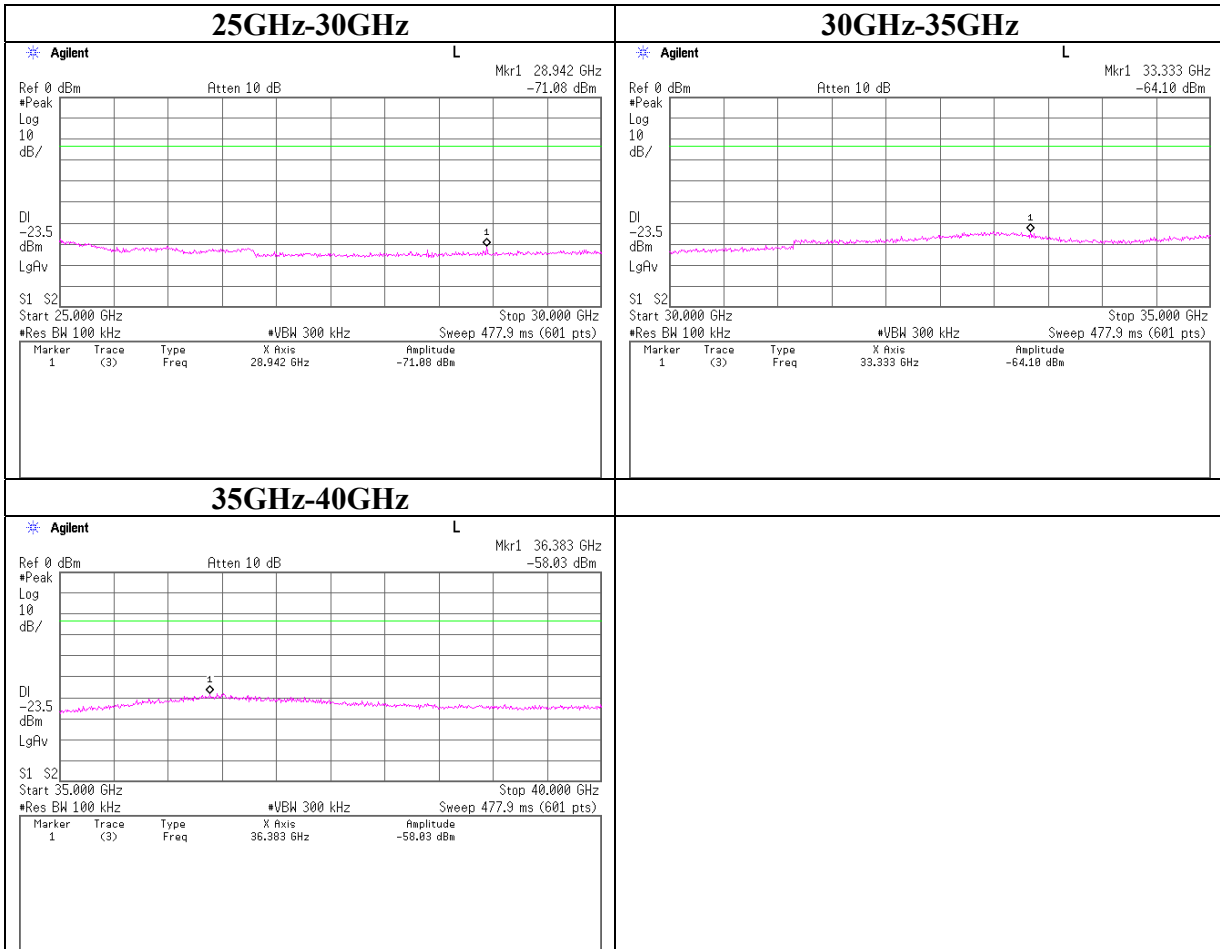 25GHz-30GHz
Agilent
L
Mkr1 28.942 GHz
Ref 0 dBm
Atten 10 dB
-71.08 dBm
#Peak
Log
10
dB/
1
DI
-23.5
dBm
LgAv
S1 S2
Start 25.000 GHz
Stop 30.000 GHz
#Res BW 100 kHz
#VBW 300 kHz
Sweep 477.9 ms (601 pts)
Marker Trace Type X Axis Amplitude
1 (3) Freq 28.942 GHz -71.08 dBm
30GHz-35GHz
Agilent
L
Mkr1 33.333 GHz
Ref 0 dBm
Atten 10 dB
-64.10 dBm
#Peak
Log
10
dB/
1
DI
-23.5
dBm
LgAv
S1 S2
Start 30.000 GHz
Stop 35.000 GHz
#Res BW 100 kHz
#VBW 300 kHz
Sweep 477.9 ms (601 pts)
Marker Trace Type X Axis Amplitude
1 (3) Freq 33.333 GHz -64.10 dBm
35GHz-40GHz
Agilent
L
Mkr1 36.383 GHz
Ref 0 dBm
Atten 10 dB
-58.03 dBm
#Peak
Log
10
dB/
1
DI
-23.5
dBm
LgAv
S1 S2
Start 35.000 GHz
Stop 40.000 GHz
#Res BW 100 kHz
#VBW 300 kHz
Sweep 477.9 ms (601 pts)
Marker Trace Type X Axis Amplitude
1 (3) Freq 36.383 GHz -58.03 dBm